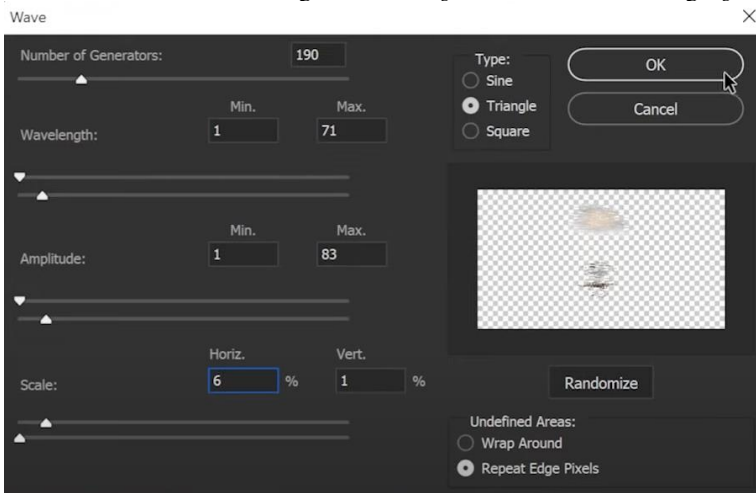 Wave
Number of Generators: 190
Min. Max.
Wavelength: 1 71
Min. Max.
Amplitude: 1 83
Horiz. Vert.
Scale: 6 % 1 %
Type:
Sine
Triangle
Square
OK
Cancel
Randomize
Undefined Areas:
Wrap Around
Repeat Edge Pixels